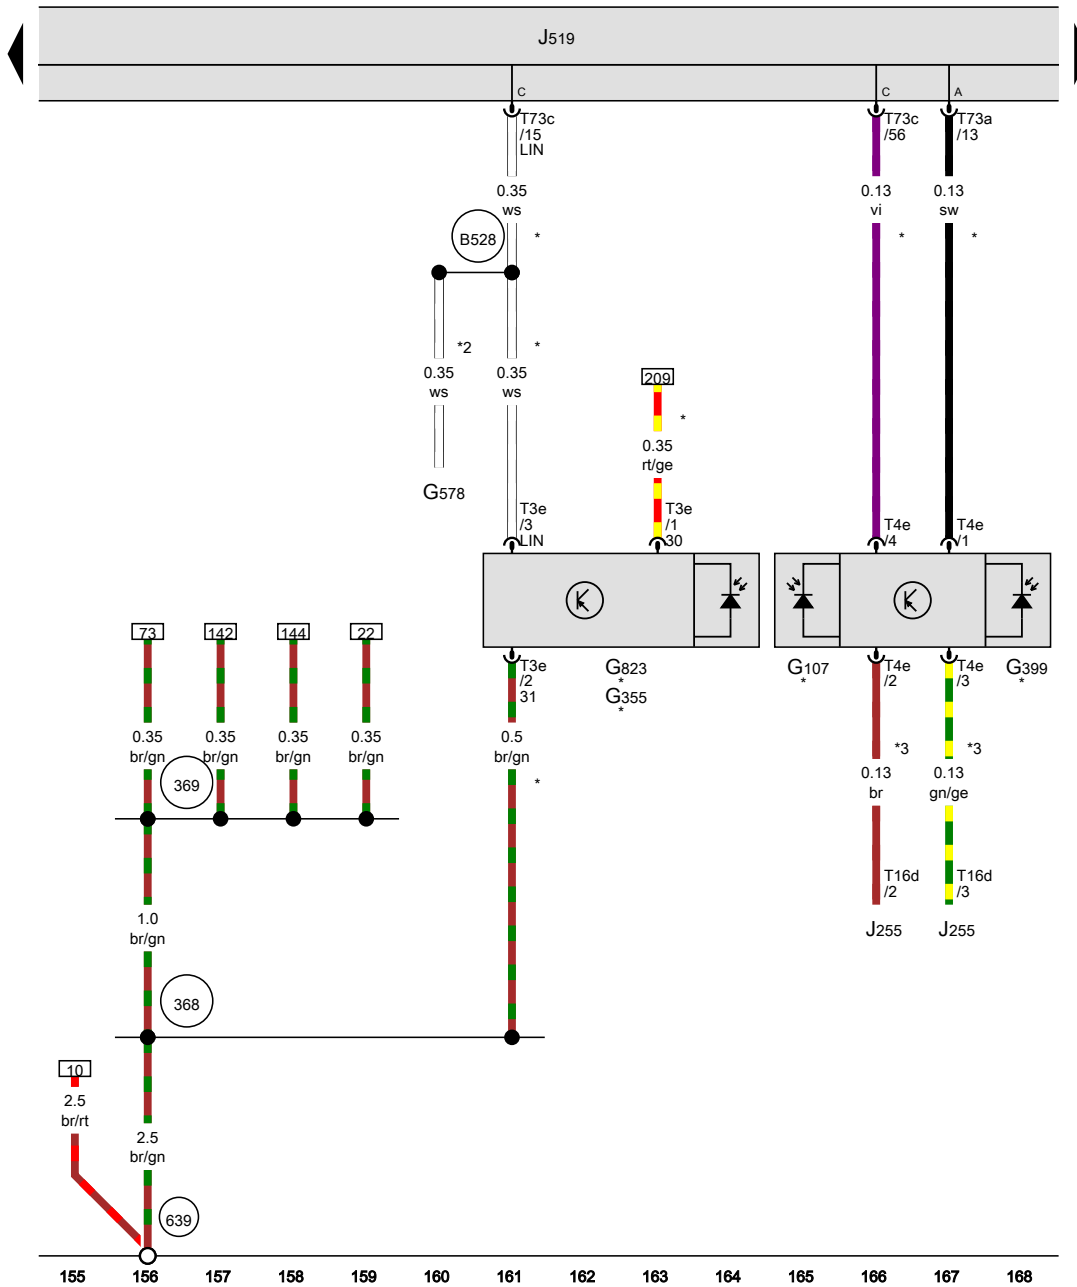 J519
C
C
A
T73c
/15
LIN
T73c
/56
T73a
/13
0.35
ws
0.13
vi
0.13
sw
B528
*
*
*
*2
*
0.35
ws
0.35
ws
209
*
0.35
rt/ge
G578
T3e
/3
LIN
T3e
/1
30
T4e
/4
T4e
/1
73
142
144
22
T3e
/2
31
G823
*
G355
*
G107
*
T4e
/2
T4e
/3
G399
*
0.35
br/gn
0.35
br/gn
0.35
br/gn
0.35
br/gn
0.5
br/gn
*
*3
*3
0.13
br
0.13
gn/ge
369
T16d
/2
T16d
/3
J255
J255
1.0
br/gn
368
10
2.5
br/rt
2.5
br/gn
639
155 156 157 158 159 160 161 162 163 164 165 166 167 168